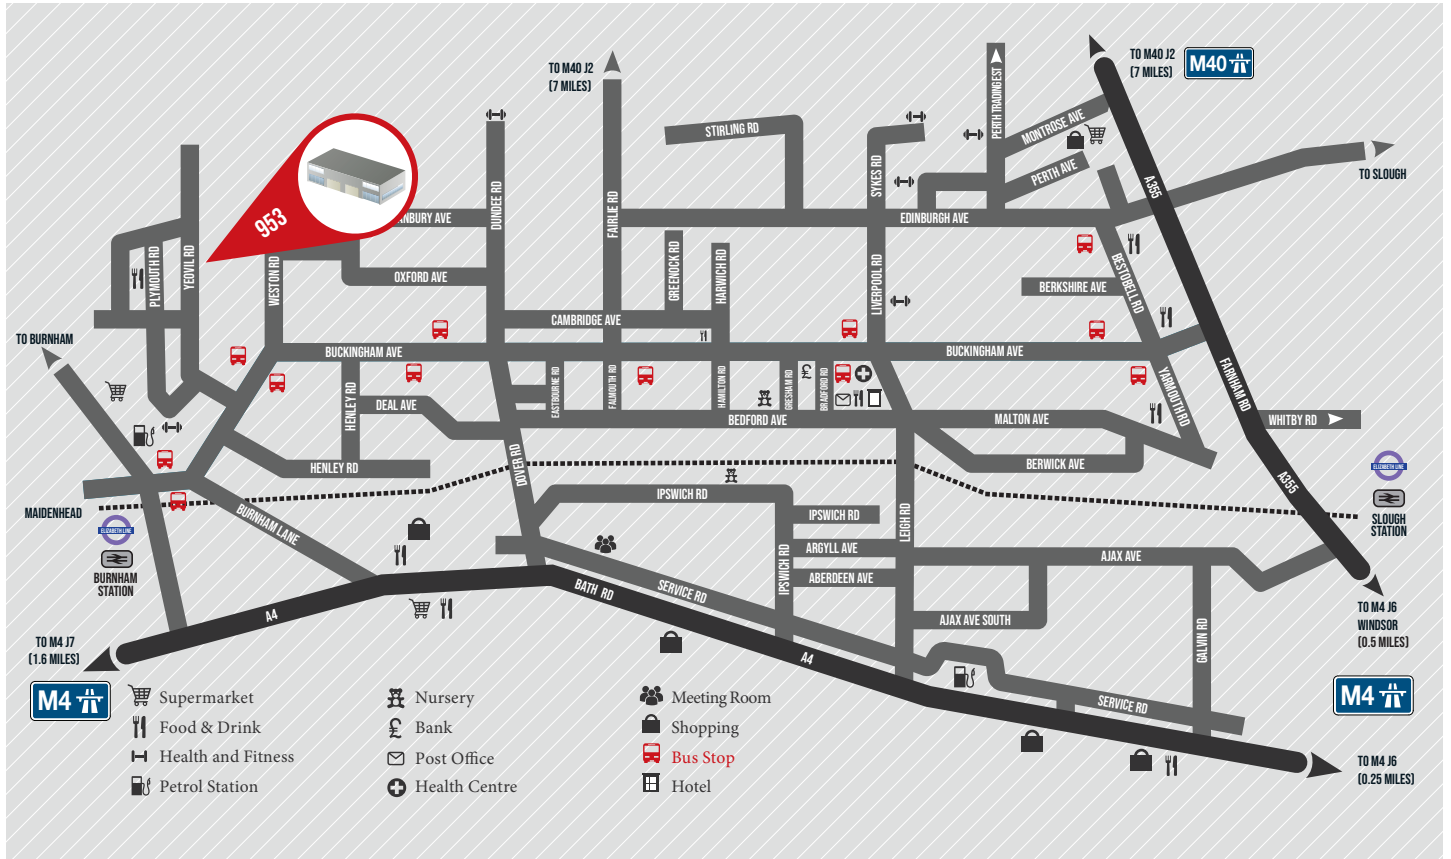 TO M40 J2
(7 MILES)
TO M40 J2
(7 MILES)
M40
PERTH TRADING EST
MONTROSE AVE
STIRLING RD
PERTH AVE
SYKES RD
A355
TO SLOUGH
953
NBURY AVE
DUNDEE RD
FAIRLIE RD
EDINBURGH AVE
PLYMOUTH RD
YEOVIL RD
WESTON RD
OXFORD AVE
GREENOCK RD
HARWICH RD
LIVERPOOL RD
BERKSHIRE AVE
BESTOBELL RD
CAMBRIDGE AVE
TO BURNHAM
BUCKINGHAM AVE
BUCKINGHAM AVE
HENLEY RD
DEAL AVE
EASTBOURNE RD
FALMOUTH RD
HAMILTON RD
GRESHAM RD
BRADFORD RD
YARMOUTH RD
FARNHAM RD
BEDFORD AVE
MALTON AVE
WHITBY RD
HENLEY RD
DOVER RD
BERWICK AVE
ELIZABETH LINE
A355
IPSWICH RD
MAIDENHEAD
BURNHAM LANE
IPSWICH RD
LEIGH RD
SLOUGH
STATION
ELIZABETH LINE
ARGYLL AVE
AJAX AVE
BURNHAM
STATION
IPSWICH RD
ABERDEEN AVE
BATH RD
SERVICE RD
A4
AJAX AVE SOUTH
GALVIN RD
TO M4 J6
WINDSOR
(0.5 MILES)
TO M4 J7
(1.6 MILES)
A4
M4
M4
SERVICE RD
TO M4 J6
(0.25 MILES)
Supermarket
Food & Drink
Health and Fitness
Petrol Station
Nursery
Bank
Post Office
Health Centre
Meeting Room
Shopping
Bus Stop
Hotel